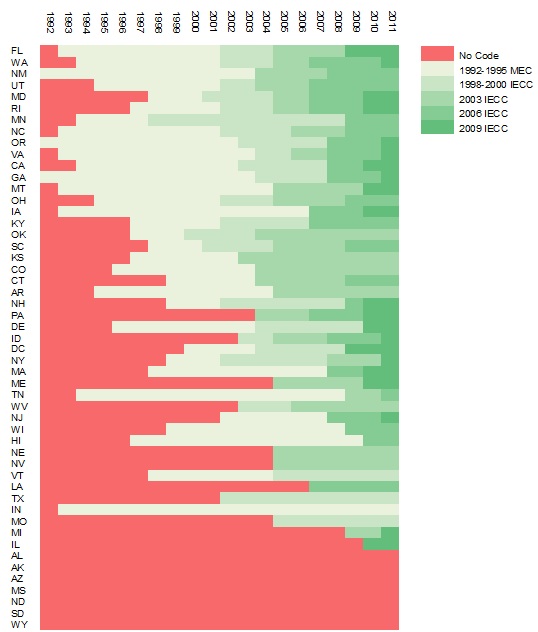 1992 1993 1994 1995 1996 1997 1998 1999 2000 2001 2002 2003 2004 2005 2006 2007 2008 2009 2010 2011
FL
WA
NM
UT
MD
RI
MN
NC
OR
VA
CA
GA
MT
OH
IA
KY
OK
SC
KS
CO
CT
AR
NH
PA
DE
ID
DC
NY
MA
ME
TN
WV
NJ
WI
HI
NE
NV
VT
LA
TX
IN
MO
MI
IL
AL
AK
AZ
MS
ND
SD
WY
No Code
1992-1995 MEC
1998-2000 IECC
2003 IECC
2006 IECC
2009 IECC